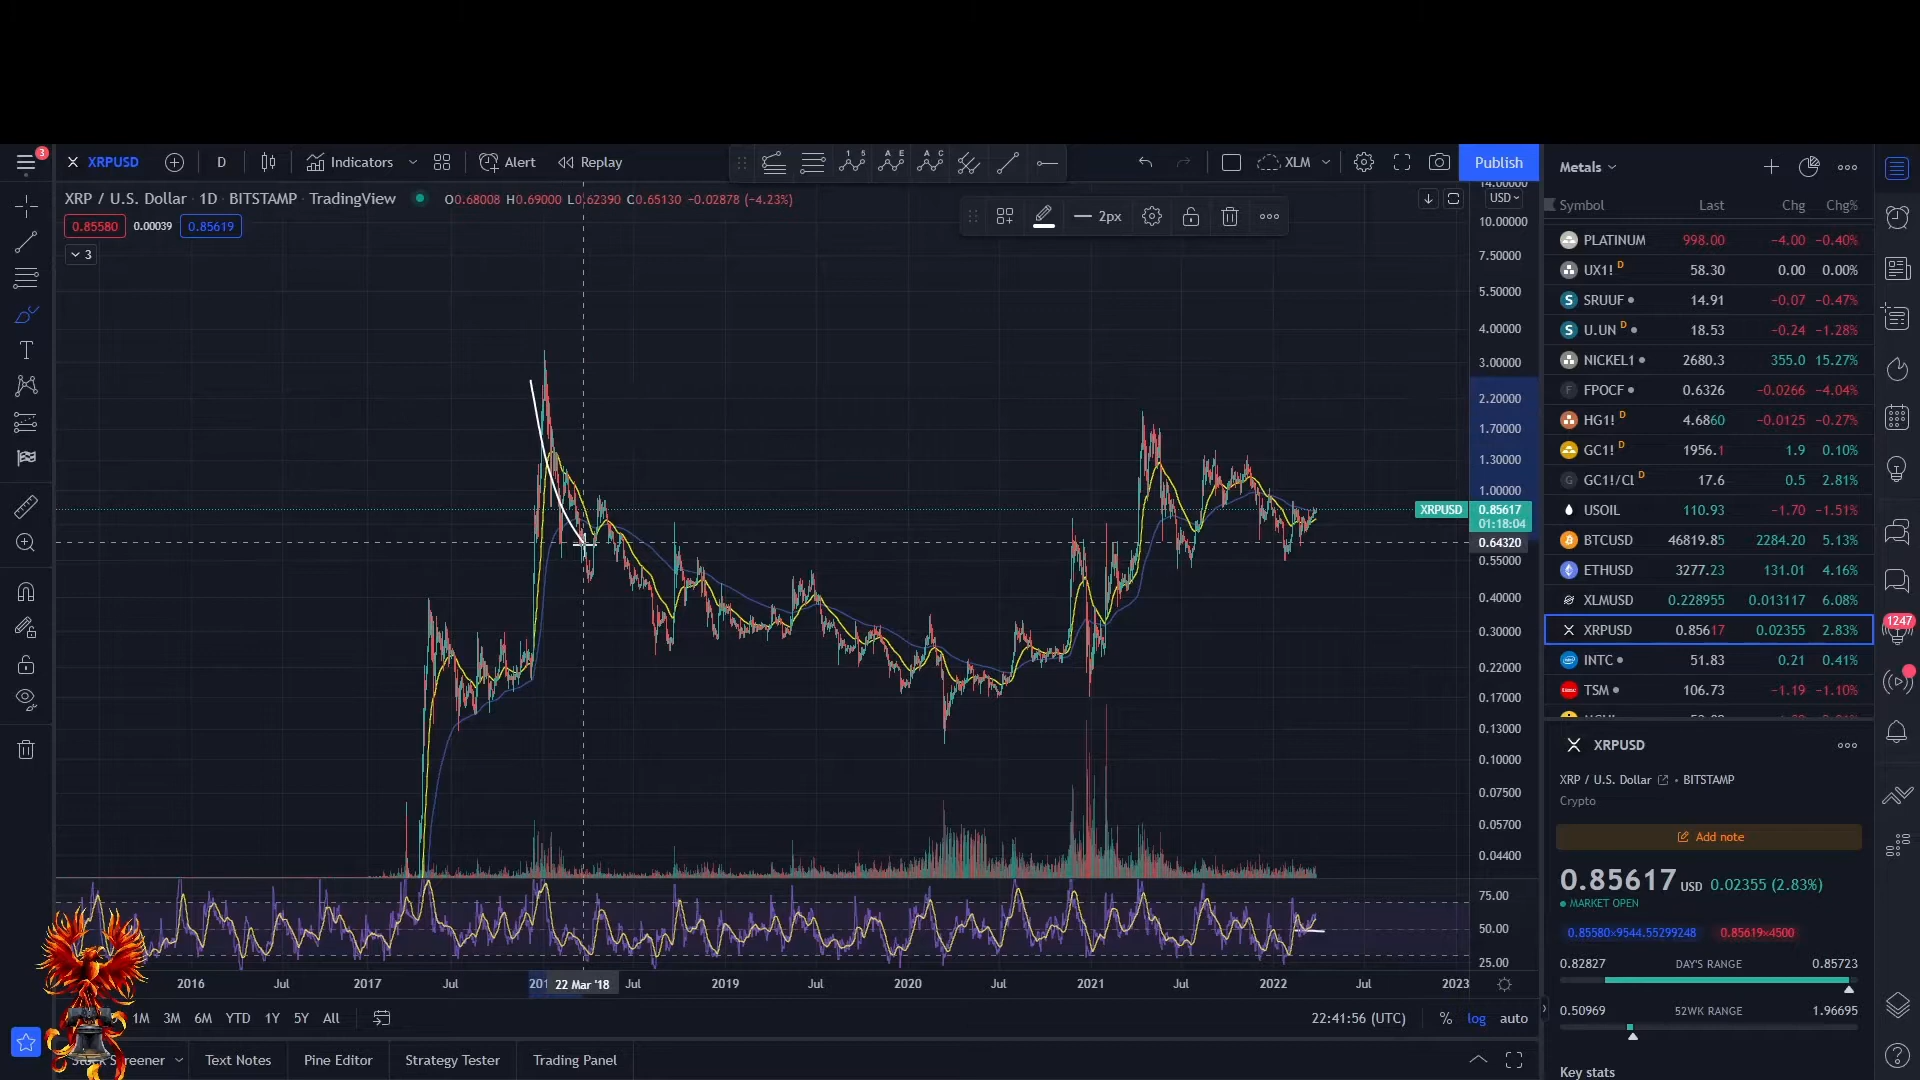 3
XRPUSD
D
Indicators
Alert
Replay
XLM
Publish
XRP / U.S. Dollar · 1D · BITSTAMP · TradingView
O0.68008 H0.69000 L0.62390 C0.65130 −0.02878 (−4.23%)
0.85580 0.00039 0.85619
3
2px
USD
14.00000
10.00000
7.50000
5.50000
4.00000
3.00000
2.20000
1.70000
1.30000
1.00000
XRPUSD 0.85617
01:18:04
0.64320
0.55000
0.40000
0.30000
0.22000
0.17000
0.13000
0.10000
0.07500
0.05700
0.04400
75.00
50.00
25.00
2016 Jul 2017 Jul 201 22 Mar '18 Jul 2019 Jul 2020 Jul 2021 Jul 2022 Jul 2023
1M 3M 6M YTD 1Y 5Y All
22:41:56 (UTC) % log auto
Stock Screener Text Notes Pine Editor Strategy Tester Trading Panel
Metals
Symbol Last Chg Chg%
PLATINUM 998.00 −4.00 −0.40%
UX1! D 58.30 0.00 0.00%
SRUUF 14.91 −0.07 −0.47%
U.UN D 18.53 −0.24 −1.28%
NICKEL1 2680.3 355.0 15.27%
FPOCF 0.6326 −0.0266 −4.04%
HG1! D 4.6860 −0.0125 −0.27%
GC1! D 1956.1 1.9 0.10%
GC1!/CL D 17.6 0.5 2.81%
USOIL 110.93 −1.70 −1.51%
BTCUSD 46819.85 2284.20 5.13%
ETHUSD 3277.23 131.01 4.16%
XLMUSD 0.228955 0.013117 6.08%
XRPUSD 0.85617 0.02355 2.83%
INTC 51.83 0.21 0.41%
TSM 106.73 −1.19 −1.10%
XRPUSD
XRP / U.S. Dollar • BITSTAMP
Crypto
Add note
0.85617 USD 0.02355 (2.83%)
MARKET OPEN
0.85580×9544.55299248 0.85619×4500
0.82827 DAY'S RANGE 0.85723
0.50969 52WK RANGE 1.96695
Key stats
1247